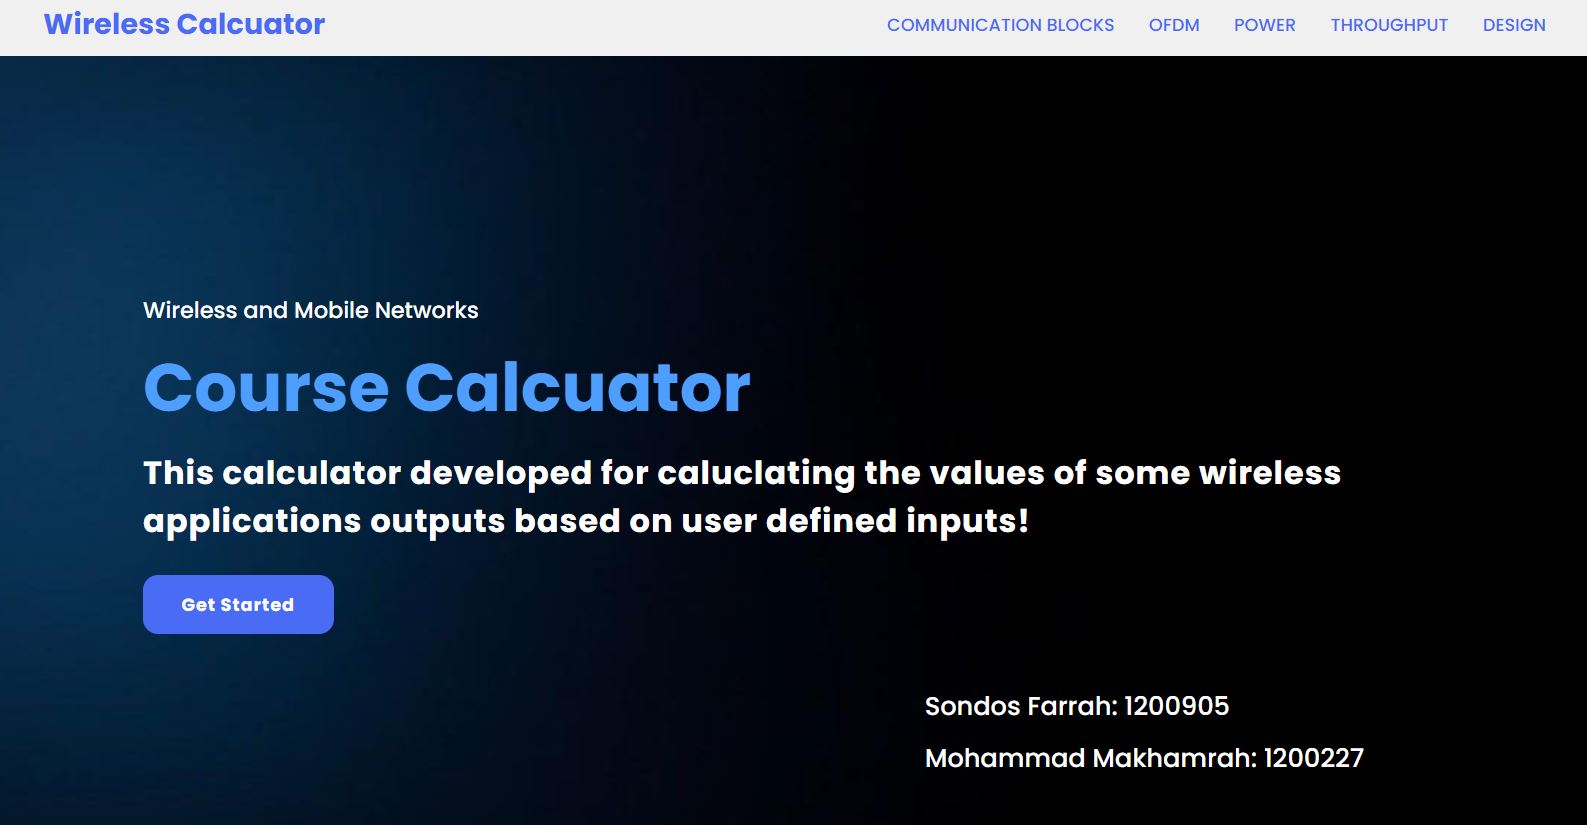 Wireless Calcuator
COMMUNICATION BLOCKS
OFDM
POWER
THROUGHPUT
DESIGN
Wireless and Mobile Networks
Course Calcuator
This calculator developed for caluclating the values of some wireless
applications outputs based on user defined inputs!
Get Started
Sondos Farrah: 1200905
Mohammad Makhamrah: 1200227